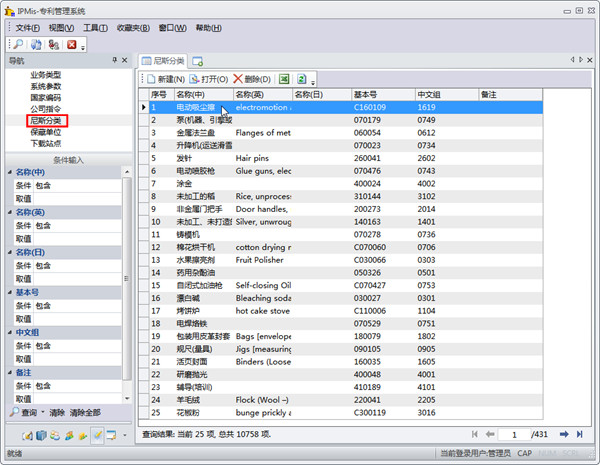 IPMis-专利管理系统
文件(F) 视图(V) 工具(T) 收藏夹(B) 窗口(W) 帮助(H)
导航
业务类型
系统参数
国家编码
公司指令
尼斯分类
保藏单位
下载站点
条件输入
名称(中)
条件 包含
取值
名称(英)
条件 包含
取值
名称(日)
条件 包含
取值
基本号
条件 包含
取值
中文组
条件 包含
取值
备注
条件 包含
取值
查询 清除 清除全部
尼斯分类
新建(N) 打开(O) 删除(D)
序号 名称(中) 名称(英) 名称(日) 基本号 中文组 备注
1 电动吸尘擦 electromotion C160109 1619
2 泵(机器、引擎或 070179 0749
3 金属法兰盘 Flanges of met 060054 0612
4 升降机(运送滑雪 070023 0734
5 发针 Hair pins 260041 2602
6 电动喷胶枪 Glue guns, elec 070476 0743
7 涂金 400024 4002
8 未加工的稻 Rice, unprocess 310144 3102
9 非金属门把手 Door handles, 200273 2014
10 未加工、未打造的 Silver, unwroug 140163 1401
11 铸模机 070278 0736
12 棉花烘干机 cotton drying m C070060 0706
13 水果擦亮剂 Fruit Polisher C030066 0303
14 药用杂酚油 050326 0501
15 自闭式加油枪 Self-closing Oil C070427 0753
16 漂白碱 Bleaching soda 030027 0301
17 烤饼炉 hot cake stove C110006 1104
18 电焊烙铁 070529 0751
19 包装用皮革封套 Bags [envelope 180079 1802
20 规尺(量具) Jigs [measuring 090105 0905
21 活页封面 Binders (Loose 160035 1605
22 研磨抛光 400048 4001
23 辅导(培训) 410189 4101
24 羊毛绒 Flock (Wool –) 220041 2205
25 花椒粉 bunge prickly a C300119 3016
查询结果: 当前 25 项, 总共 10758 项. 1 /431
就绪 当前登录用户:管理员 CAP NUM SCRL